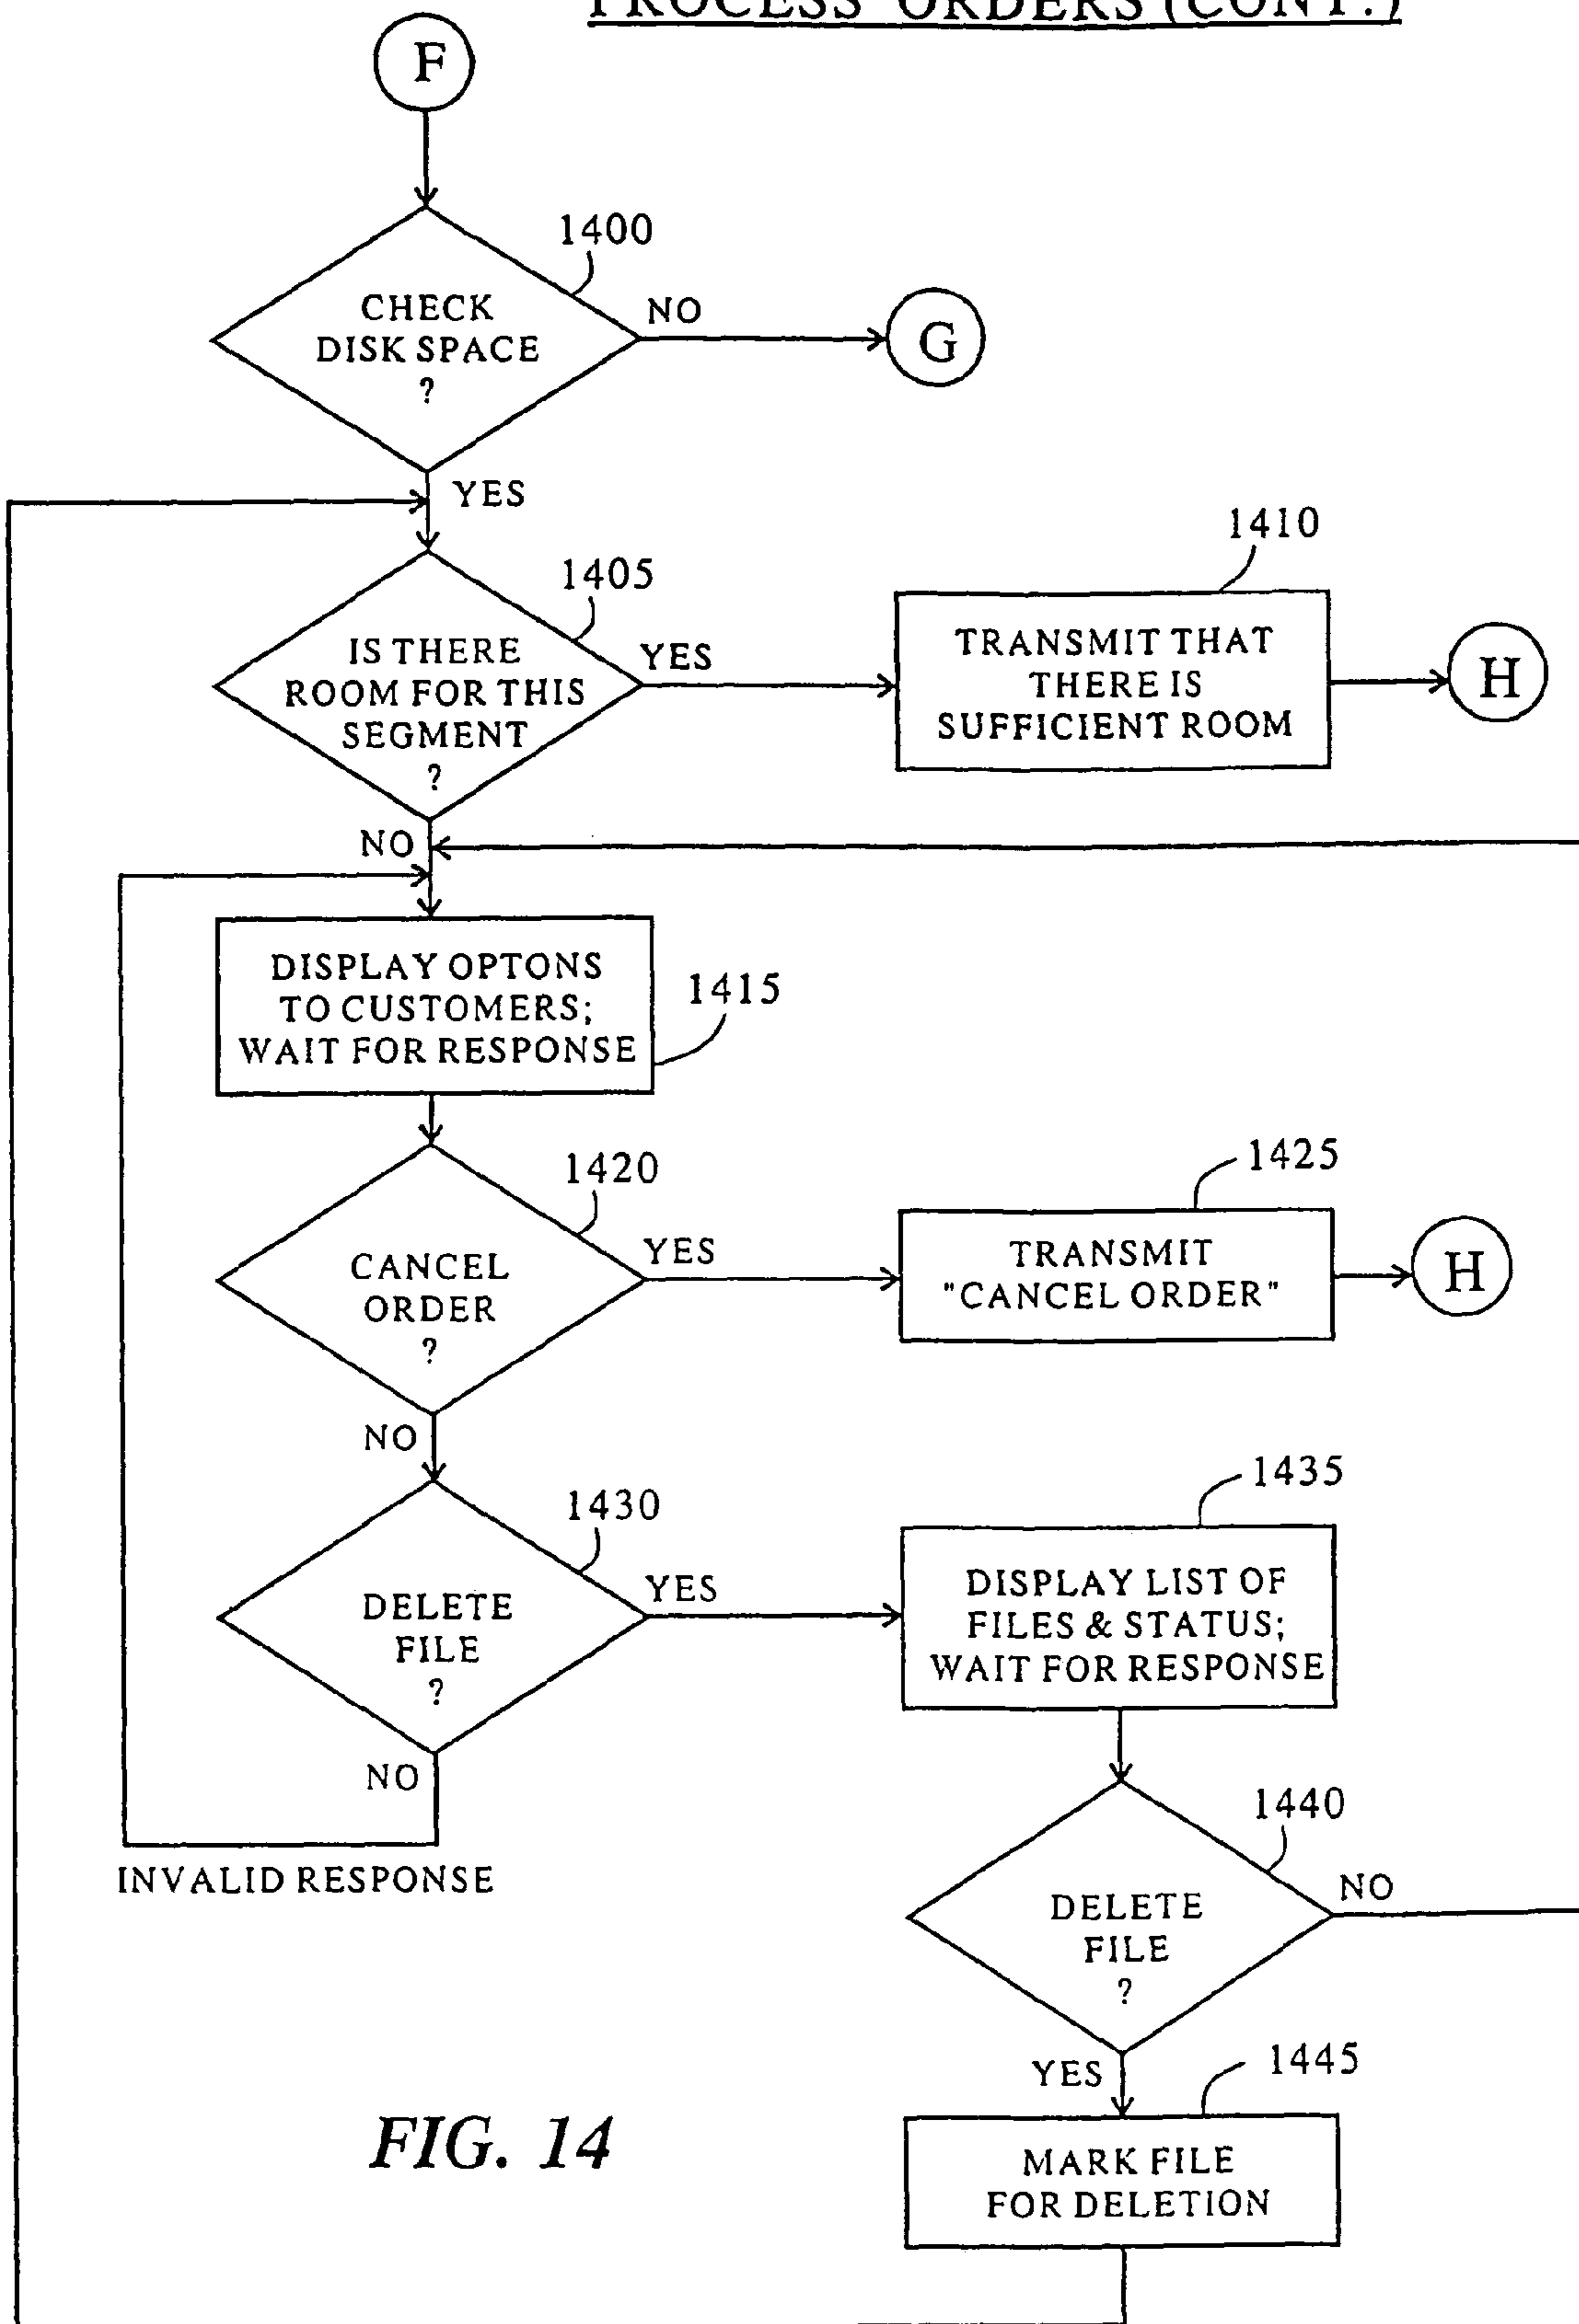 PROCESS ORDERS (CONT.)
F
1400
CHECK
DISK SPACE
?
NO
G
YES
1405
IS THERE
ROOM FOR THIS
SEGMENT
?
YES
1410
TRANSMIT THAT
THERE IS
SUFFICIENT ROOM
H
NO
DISPLAY OPTONS
TO CUSTOMERS;
WAIT FOR RESPONSE
1415
1420
CANCEL
ORDER
?
YES
1425
TRANSMIT
"CANCEL ORDER"
H
NO
1430
DELETE
FILE
?
YES
1435
DISPLAY LIST OF
FILES & STATUS;
WAIT FOR RESPONSE
NO
INVALID RESPONSE
1440
DELETE
FILE
?
NO
YES
1445
MARK FILE
FOR DELETION
FIG. 14